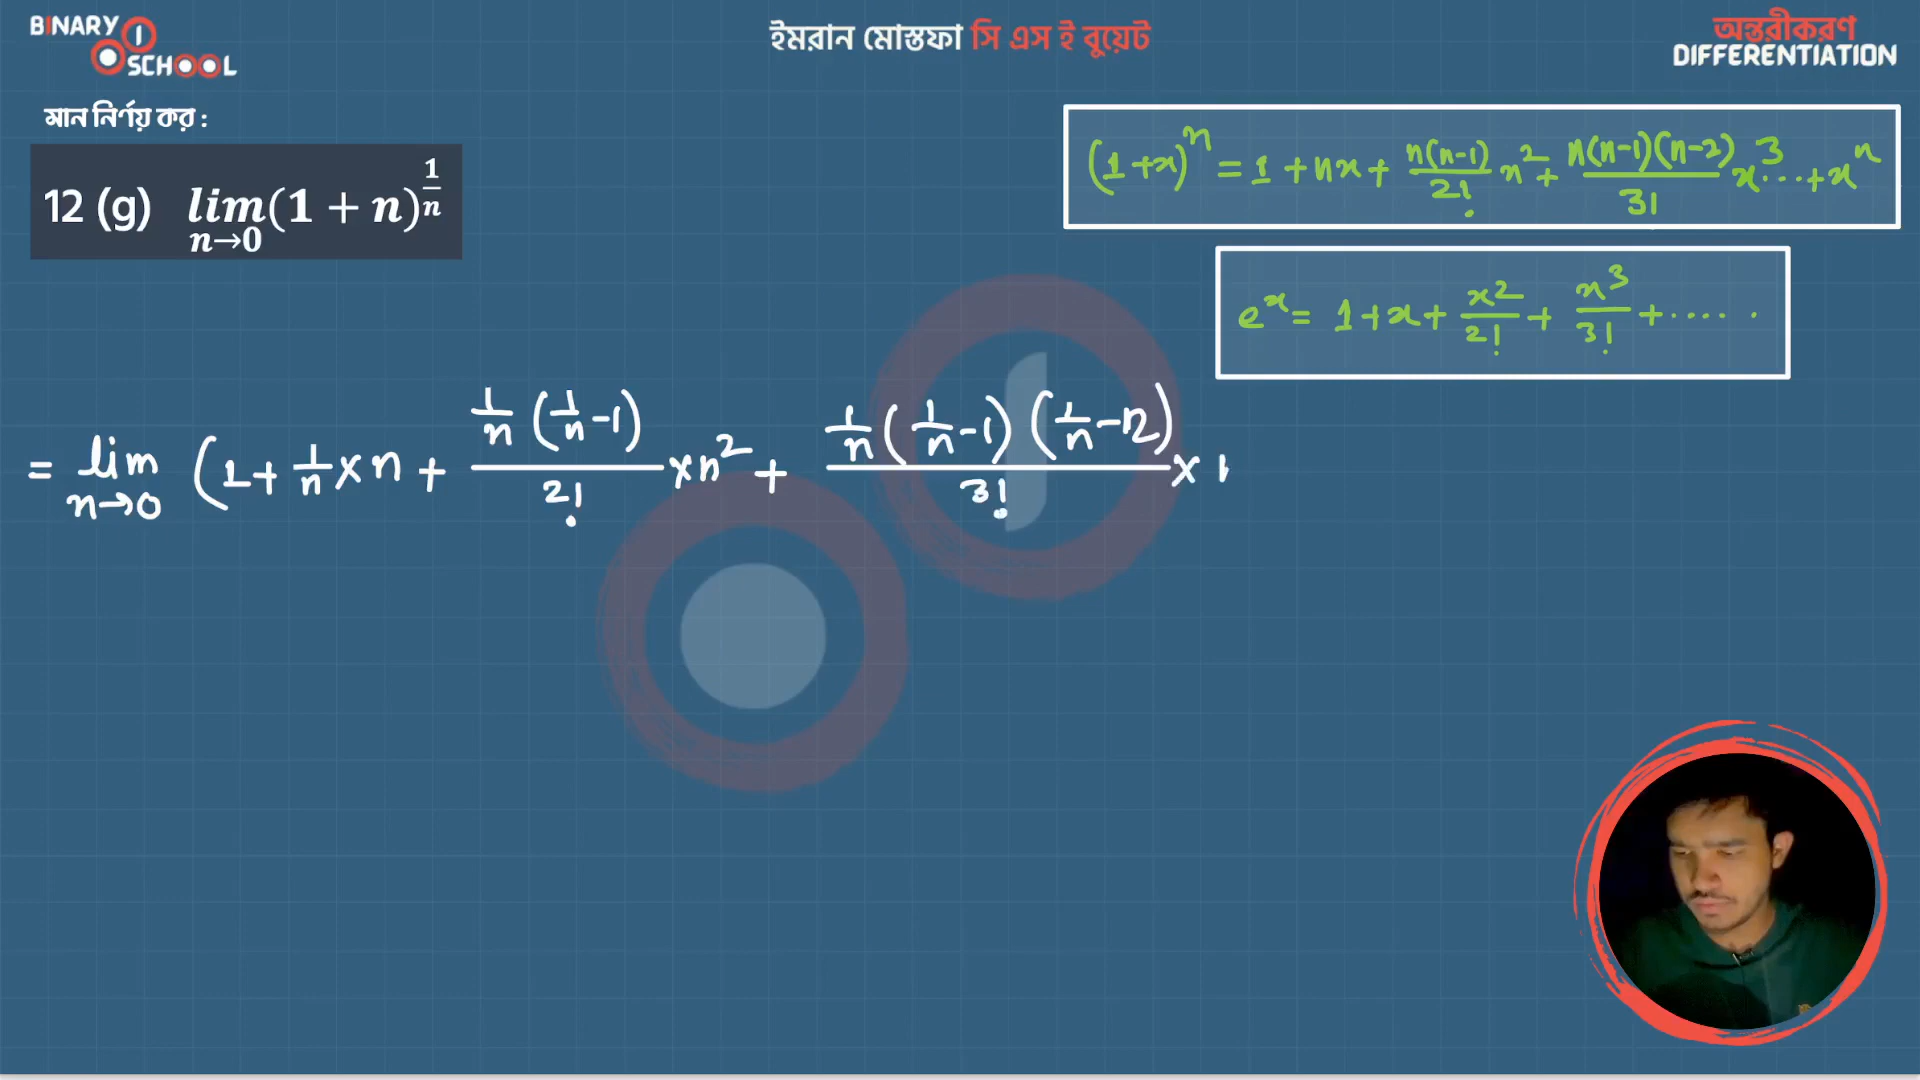 BINARY SCHOOL
ইমরান মোস্তফা সি এস ই বুয়েট
অন্তরীকরণ
DIFFERENTIATION
মান নির্ণয় কর :
12 (g) lim n→0 (1 + n)^(1/n)
(1+x)^n = 1 + nx + n(n-1)/2! x^2 + n(n-1)(n-2)/3! x^3 ... + x^n
e^x = 1 + x + x^2/2! + x^3/3! + ......
= lim n→0 (1 + 1/n × n + 1/n (1/n - 1)/2! × n^2 + 1/n (1/n - 1) (1/n - 2)/3! ×